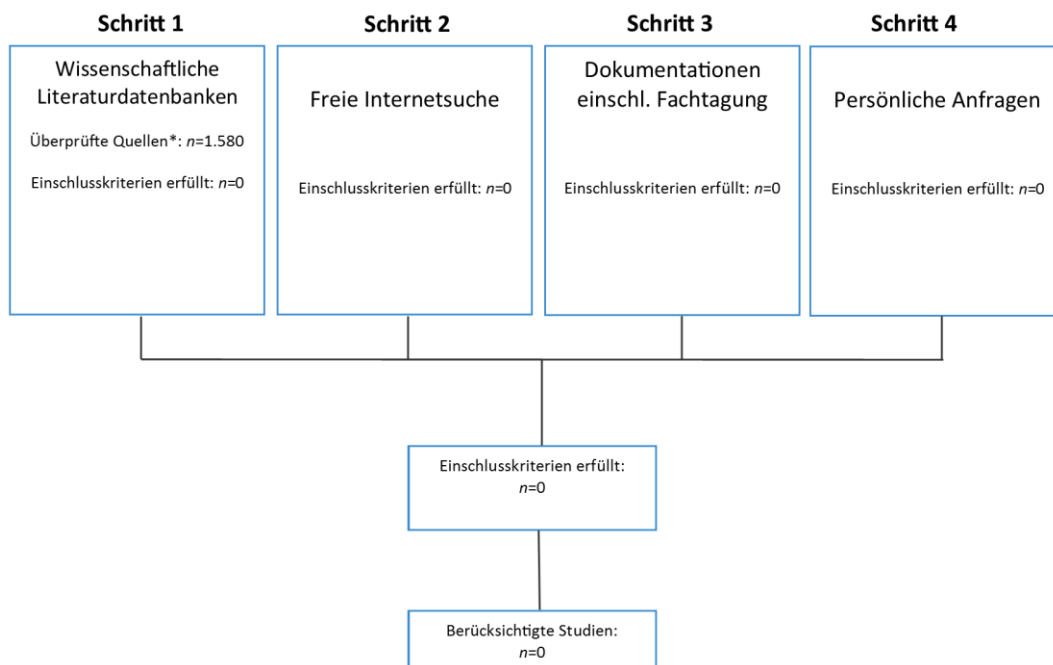 Schritt 1
Schritt 2
Schritt 3
Schritt 4
Wissenschaftliche
Literaturdatenbanken
Überprüfte Quellen*: n=1.580
Einschlusskriterien erfüllt: n=0
Freie Internetsuche
Einschlusskriterien erfüllt: n=0
Dokumentationen
einschl. Fachtagung
Einschlusskriterien erfüllt: n=0
Persönliche Anfragen
Einschlusskriterien erfüllt: n=0
Einschlusskriterien erfüllt:
n=0
Berücksichtigte Studien:
n=0